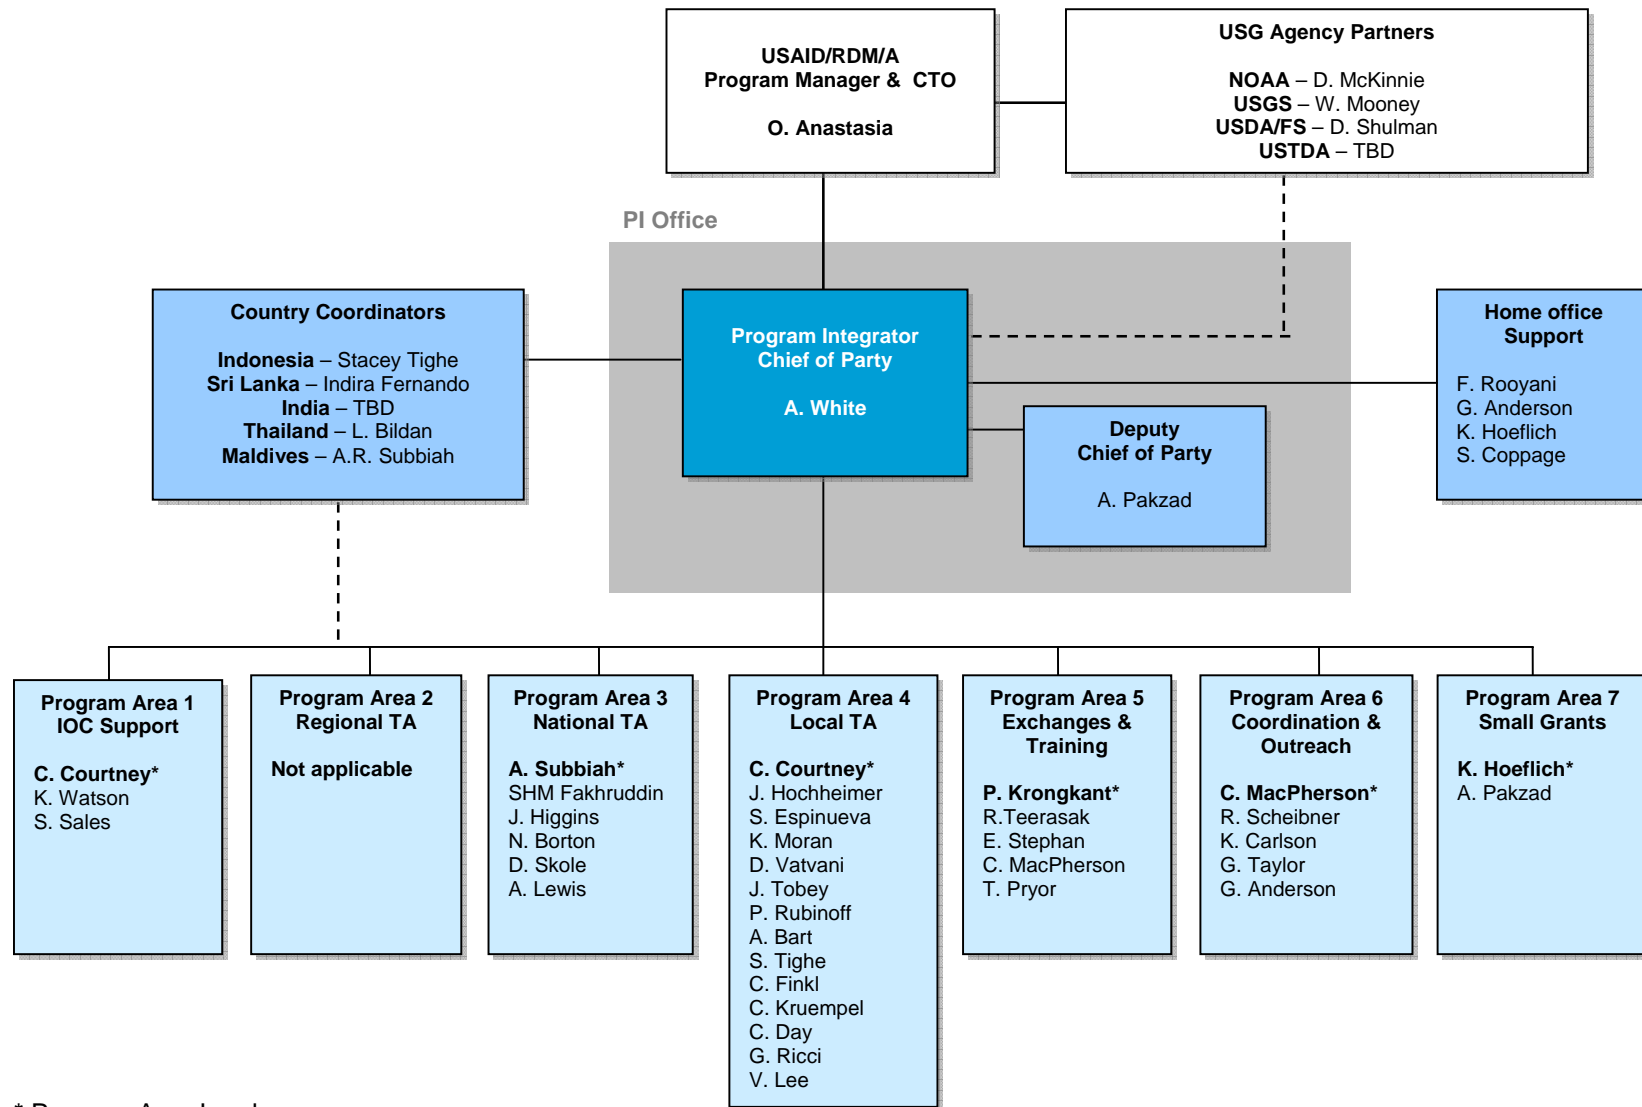 USAID/RDM/A
Program Manager & CTO
O. Anastasia
USG Agency Partners
NOAA – D. McKinnie
USGS – W. Mooney
USDA/FS – D. Shulman
USTDA – TBD
PI Office
Country Coordinators
Indonesia – Stacey Tighe
Sri Lanka – Indira Fernando
India – TBD
Thailand – L. Bildan
Maldives – A.R. Subbiah
Program Integrator
Chief of Party
A. White
Deputy
Chief of Party
A. Pakzad
Home office
Support
F. Rooyani
G. Anderson
K. Hoeflich
S. Coppage
Program Area 1
IOC Support
C. Courtney*
K. Watson
S. Sales
Program Area 2
Regional TA
Not applicable
Program Area 3
National TA
A. Subbiah*
SHM Fakhruddin
J. Higgins
N. Borton
D. Skole
A. Lewis
Program Area 4
Local TA
C. Courtney*
J. Hochheimer
S. Espinueva
K. Moran
D. Vatvani
J. Tobey
P. Rubinoff
A. Bart
S. Tighe
C. Finkl
C. Kruempel
C. Day
G. Ricci
V. Lee
Program Area 5
Exchanges &
Training
P. Krongkant*
R.Teerasak
E. Stephan
C. MacPherson
T. Pryor
Program Area 6
Coordination &
Outreach
C. MacPherson*
R. Scheibner
K. Carlson
G. Taylor
G. Anderson
Program Area 7
Small Grants
K. Hoeflich*
A. Pakzad